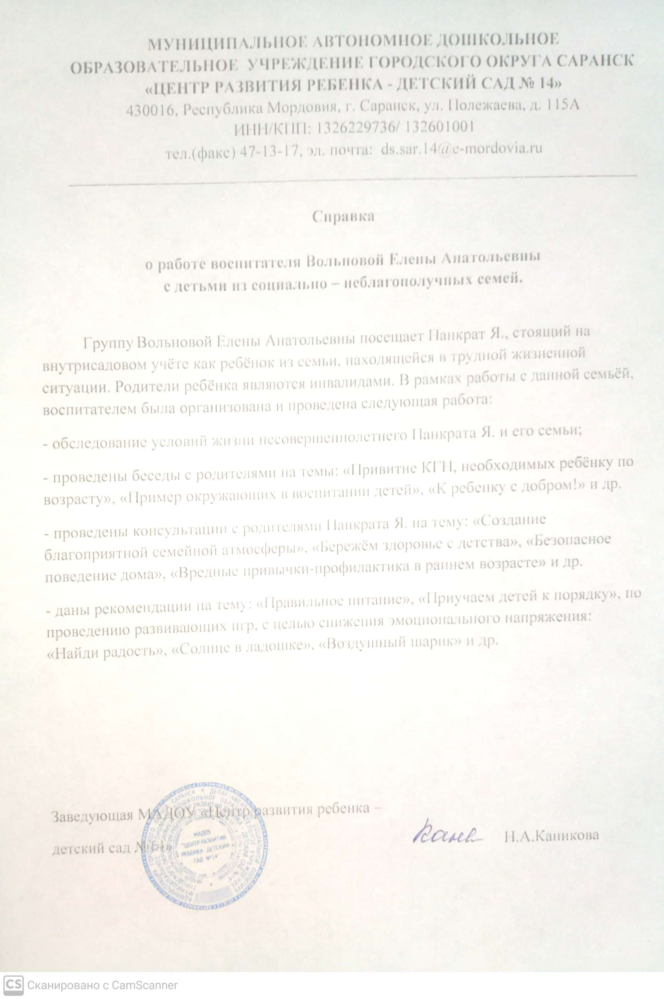 МУНИЦИПАЛЬНОЕ АВТОНОМНОЕ ДОШКОЛЬНОЕ
ОБРАЗОВАТЕЛЬНОЕ УЧРЕЖДЕНИЕ ГОРОДСКОГО ОКРУГА САРАНСК
«ЦЕНТР РАЗВИТИЯ РЕБЕНКА - ДЕТСКИЙ САД № 14»
430016, Республика Мордовия, г. Саранск, ул. Полежаева, д. 115А
ИНН/КПП: 1326229736/ 132601001
тел.(факс) 47-13-17, эл. почта: ds.sar.14@e-mordovia.ru
Справка
о работе воспитателя Вольновой Елены Анатольевны
с детьми из социально – неблагополучных семей.
Группу Вольновой Елены Анатольевны посещает Панкрат Я., стоящий на
внутрисадовом учёте как ребёнок из семьи, находящейся в трудной жизненной
ситуации. Родители ребёнка являются инвалидами. В рамках работы с данной семьёй,
воспитателем была организована и проведена следующая работа:
- обследование условий жизни несовершеннолетнего Панкрата Я. и его семьи;
- проведены беседы с родителями на темы: «Привитие КГН, необходимых ребёнку по
возрасту», «Пример окружающих в воспитании детей», «К ребенку с добром!» и др.
- проведены консультации с родителями Панкрата Я. на тему: «Создание
благоприятной семейной атмосферы», «Бережём здоровье с детства», «Безопасное
поведение дома», «Вредные привычки-профилактика в раннем возрасте» и др.
- даны рекомендации на тему: «Правильное питание», «Приучаем детей к порядку», по
проведению развивающих игр, с целью снижения эмоционального напряжения:
«Найди радость», «Солнце в ладошке», «Воздушный шарик» и др.
Заведующая МАДОУ «Центр развития ребенка –
детский сад №14»
Н.А.Каникова
МАДОУ
"ЦЕНТР РАЗВИТИЯ
РЕБЕНКА ДЕТСКИЙ
САД №14"
CS Сканировано с CamScanner